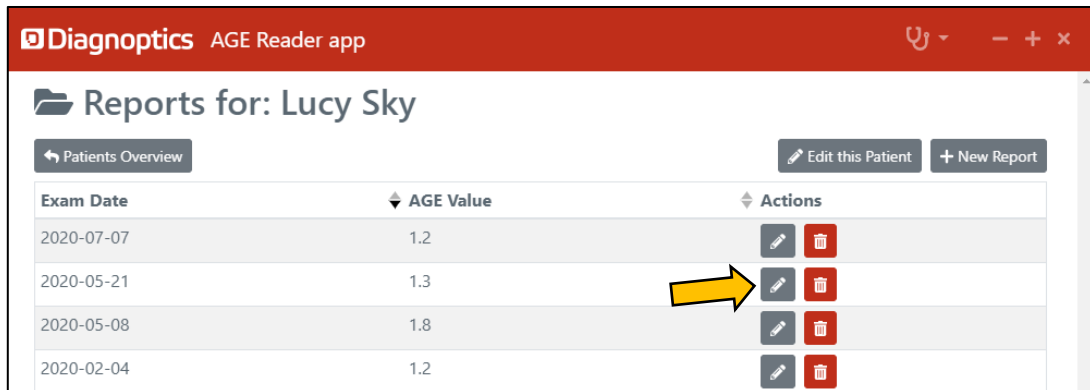 Diagnoptics AGE Reader app
Reports for: Lucy Sky
Patients Overview Edit this Patient + New Report
Exam Date AGE Value Actions
2020-07-07 1.2
2020-05-21 1.3
2020-05-08 1.8
2020-02-04 1.2